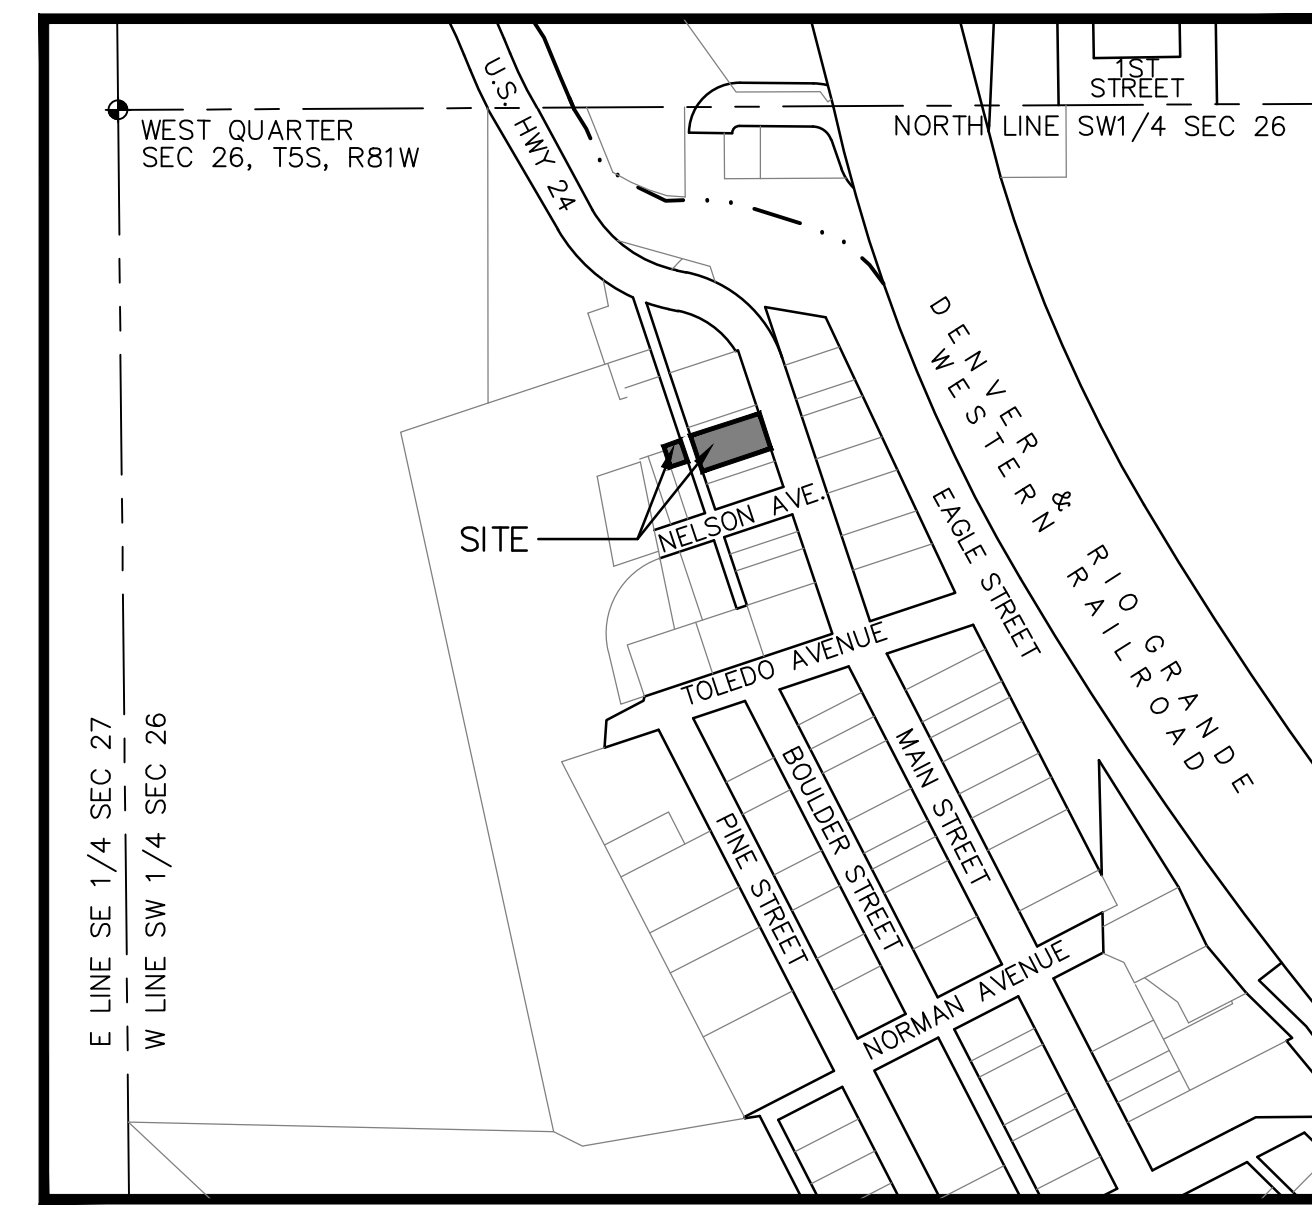 1ST
STREET
WEST QUARTER
SEC 26, T5S, R81W
NORTH LINE SW1/4 SEC 26
U.S. HWY 24
DENVER &
WESTERN
RIO GRANDE
RAILROAD
SITE
NELSON AVE.
EAGLE STREET
TOLEDO AVENUE
E LINE SE 1/4 SEC 27
W LINE SW 1/4 SEC 26
PINE STREET
BOULDER STREET
MAIN STREET
NORMAN AVENUE